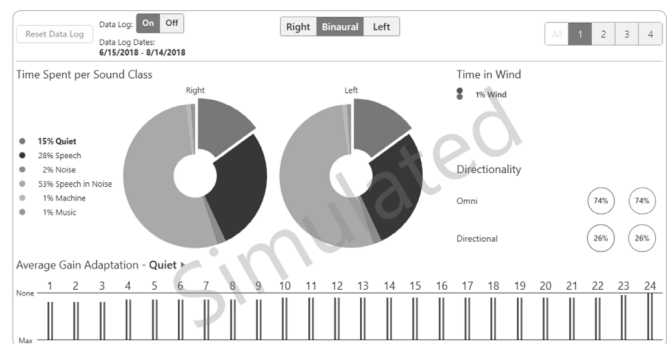 Reset Data Log
Data Log: On Off
Data Log Dates:
6/15/2018 - 8/14/2018
Right Binaural Left
All 1 2 3 4
Time Spent per Sound Class
Right
Left
15% Quiet
28% Speech
2% Noise
53% Speech in Noise
1% Machine
1% Music
Time in Wind
1% Wind
Directionality
Omni 74% 74%
Directional 26% 26%
Simulated
Average Gain Adaptation - Quiet
1 2 3 4 5 6 7 8 9 10 11 12 13 14 15 16 17 18 19 20 21 22 23 24
None
Max